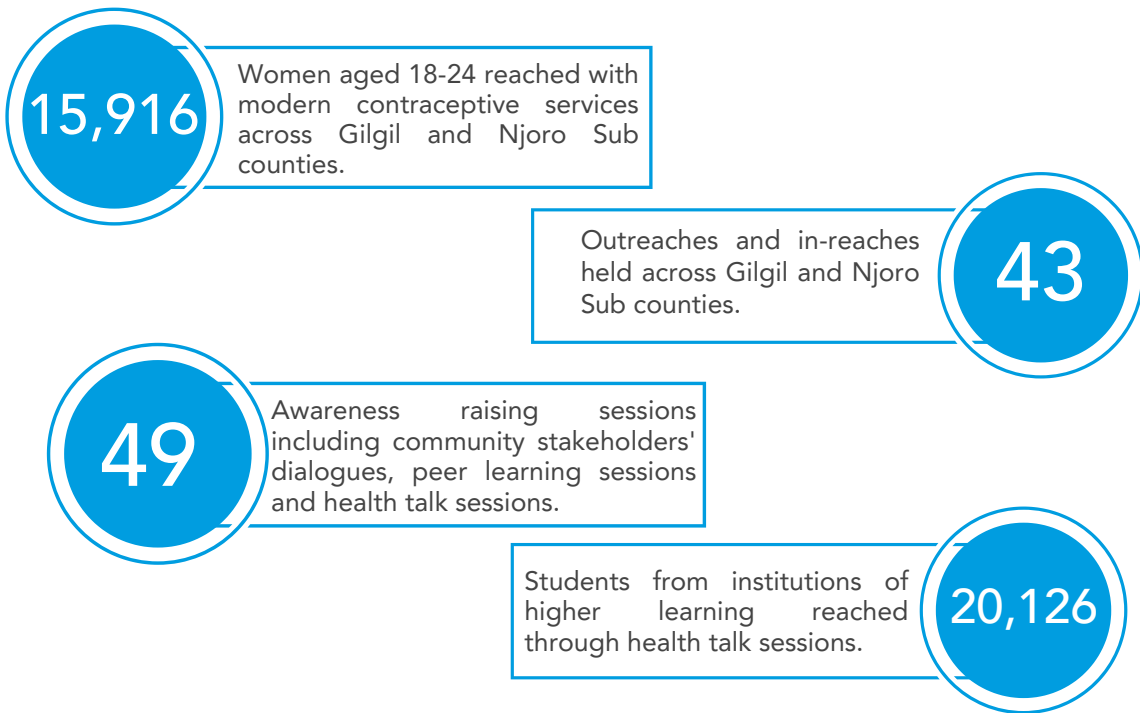 15,916
Women aged 18-24 reached with
modern contraceptive services
across Gilgil and Njoro Sub
counties.
Outreaches and in-reaches
held across Gilgil and Njoro
Sub counties.
43
49
Awareness raising sessions
including community stakeholders'
dialogues, peer learning sessions
and health talk sessions.
Students from institutions of
higher learning reached
through health talk sessions.
20,126